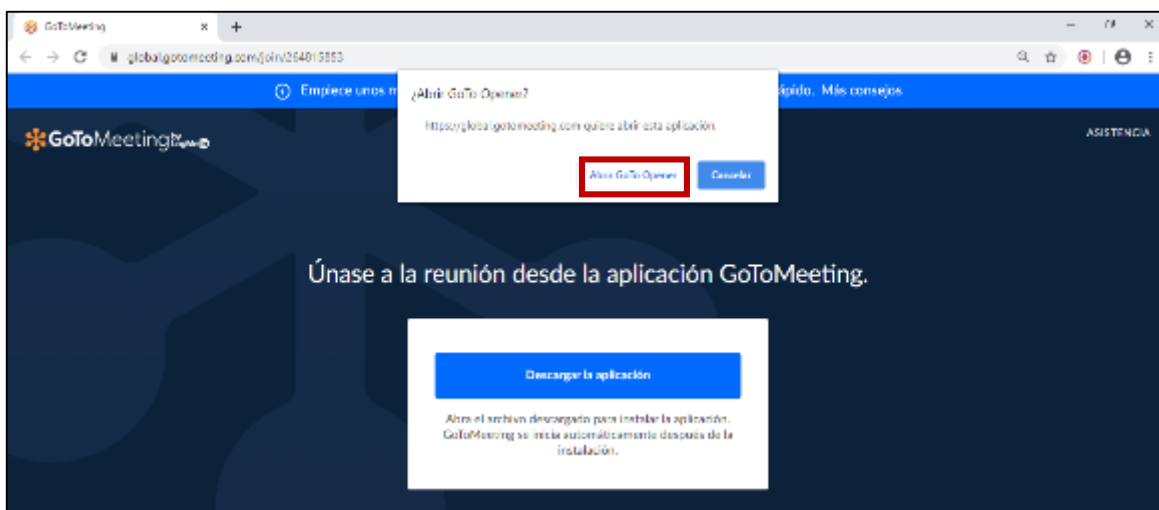 GoToMeeting
global.gotomeeting.com/join/264815853
Empiece unos m
ápido. Más consejos
¿Abrir GoTo Opener?
https://global.gotomeeting.com quiere abrir esta aplicación.
Abrir GoTo Opener
Cancelar
GoToMeeting
ASISTENCIA
Únase a la reunión desde la aplicación GoToMeeting.
Descargar la aplicación
Abra el archivo descargado para instalar la aplicación.
GoToMeeting se inicia automáticamente después de la
instalación.